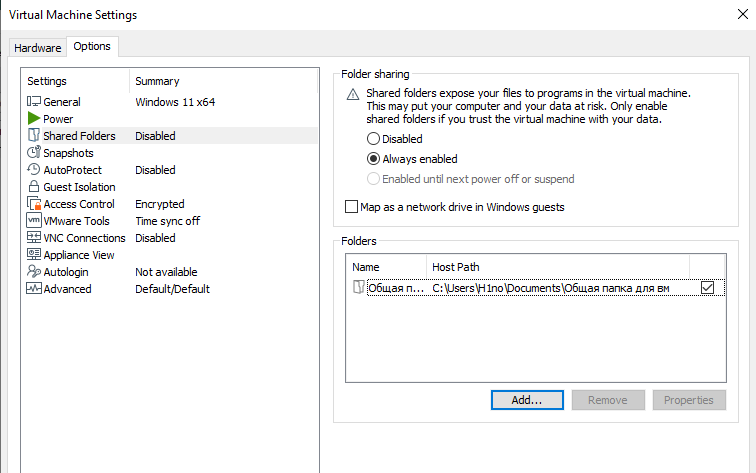 Virtual Machine Settings
Hardware Options
Settings Summary
General Windows 11 x64
Power
Shared Folders Disabled
Snapshots
AutoProtect Disabled
Guest Isolation
Access Control Encrypted
VMware Tools Time sync off
VNC Connections Disabled
Appliance View
Autologin Not available
Advanced Default/Default
Folder sharing
Shared folders expose your files to programs in the virtual machine.
This may put your computer and your data at risk. Only enable
shared folders if you trust the virtual machine with your data.
Disabled
Always enabled
Enabled until next power off or suspend
Map as a network drive in Windows guests
Folders
Name Host Path
Общая п... C:\Users\H1no\Documents\Общая папка для вм
Add... Remove Properties